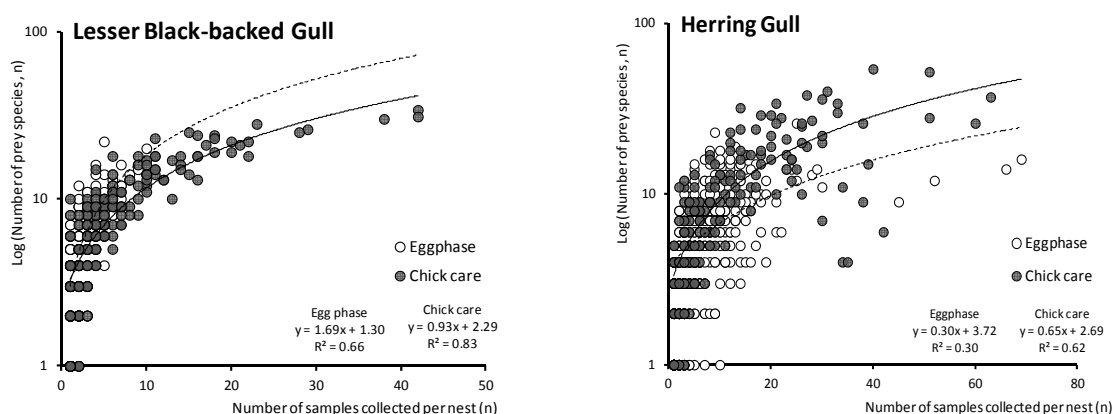 Lesser Black-backed Gull
100
10
1
Log (Number of prey species, n)
Eggphase
Chick care
Egg phase
y = 1.69x + 1.30
R² = 0.66
Chick care
y = 0.93x + 2.29
R² = 0.83
0 10 20 30 40 50
Number of samples collected per nest (n)
Herring Gull
100
10
1
Log (Number of prey species, n)
Eggphase
Chick care
Eggphase
y = 0.30x + 3.72
R² = 0.30
Chick care
y = 0.65x + 2.69
R² = 0.62
0 20 40 60 80
Number of samples collected per nest (n)